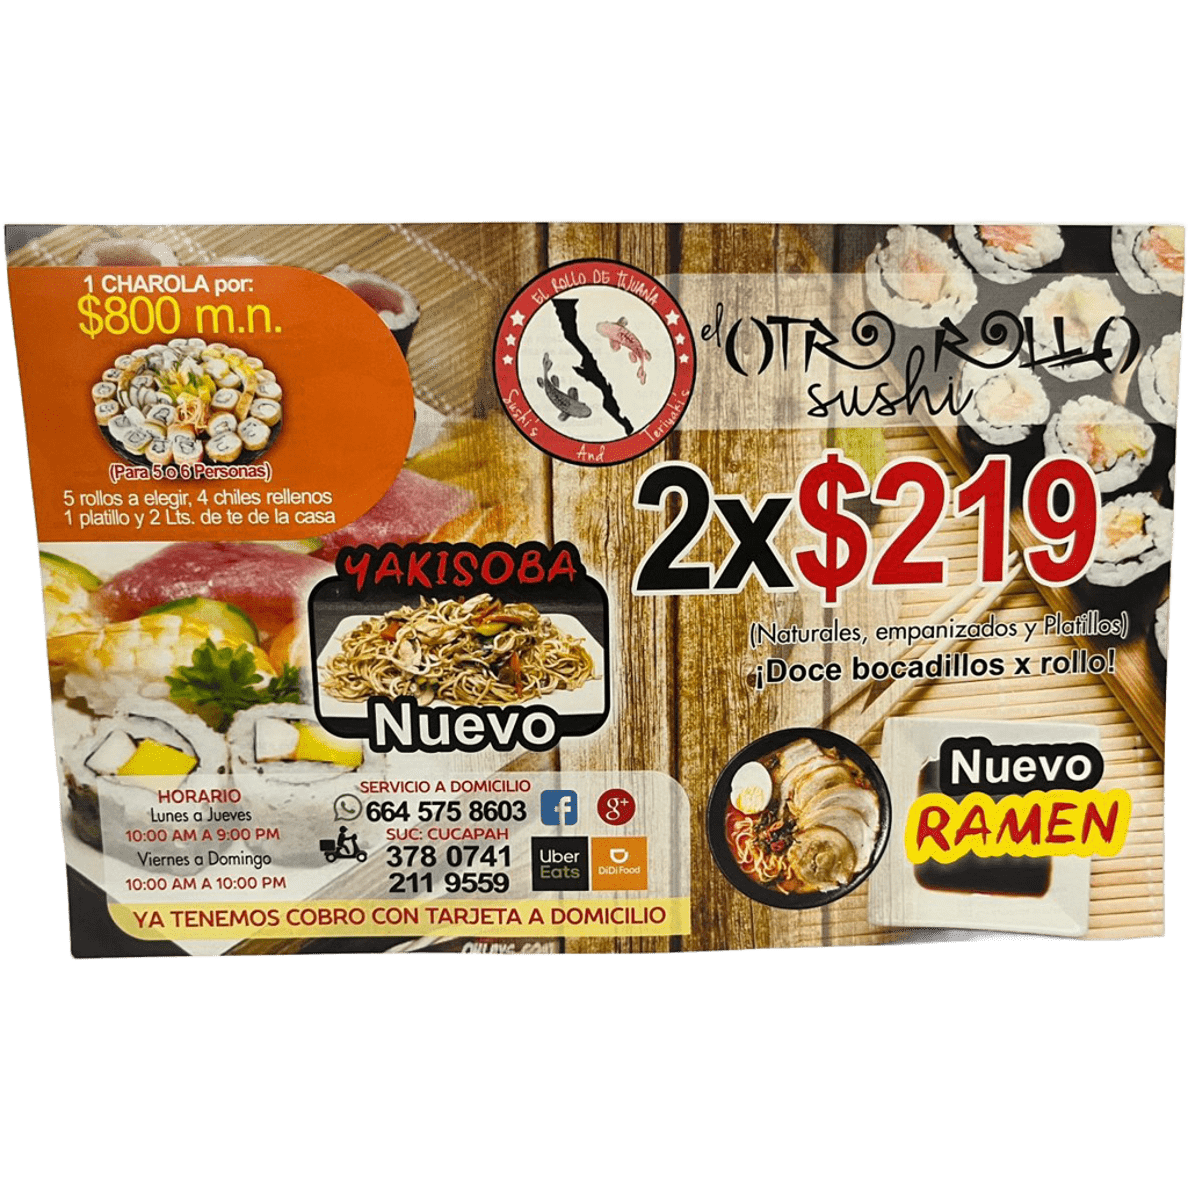 1 CHAROLA por:
$800 m.n.
(Para 5 o 6 Personas)
5 rollos a elegir, 4 chiles rellenos
1 platillo y 2 Lts. de te de la casa
EL ROLLO DE TIJUANA
Sushi's And Teriyaki's
el OTRO ROLLO
sushi
2x$219
(Naturales, empanizados y Platillos)
¡Doce bocadillos x rollo!
YAKISOBA
Nuevo
Nuevo
RAMEN
HORARIO
Lunes a Jueves
10:00 AM A 9:00 PM
Viernes a Domingo
10:00 AM A 10:00 PM
SERVICIO A DOMICILIO
664 575 8603
SUC: CUCAPAH
378 0741
211 9559
f
g+
Uber
Eats
DiDi Food
YA TENEMOS COBRO CON TARJETA A DOMICILIO